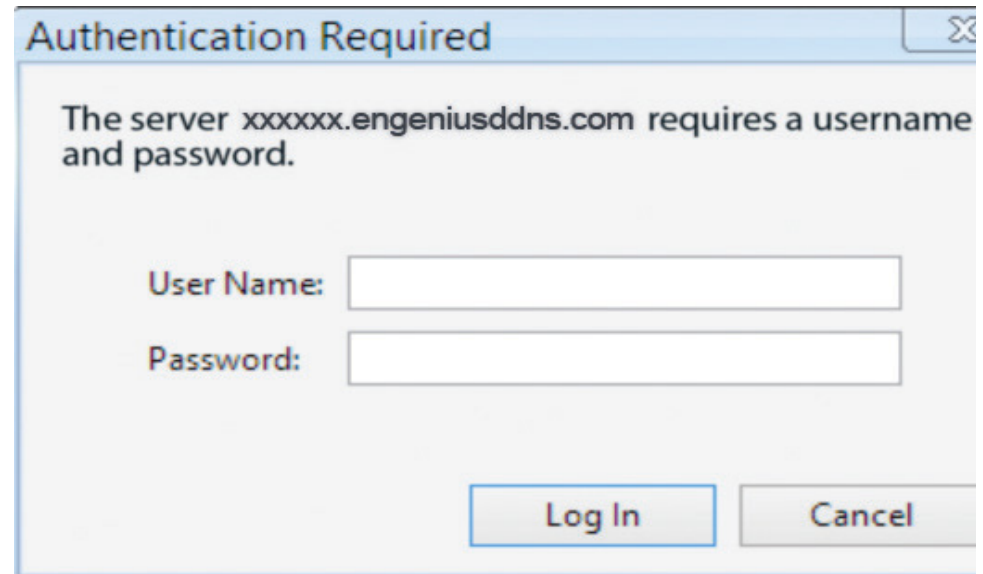 Authentication Required
The server xxxxxx.engeniusddns.com requires a username
and password.
User Name:
Password:
Log In
Cancel